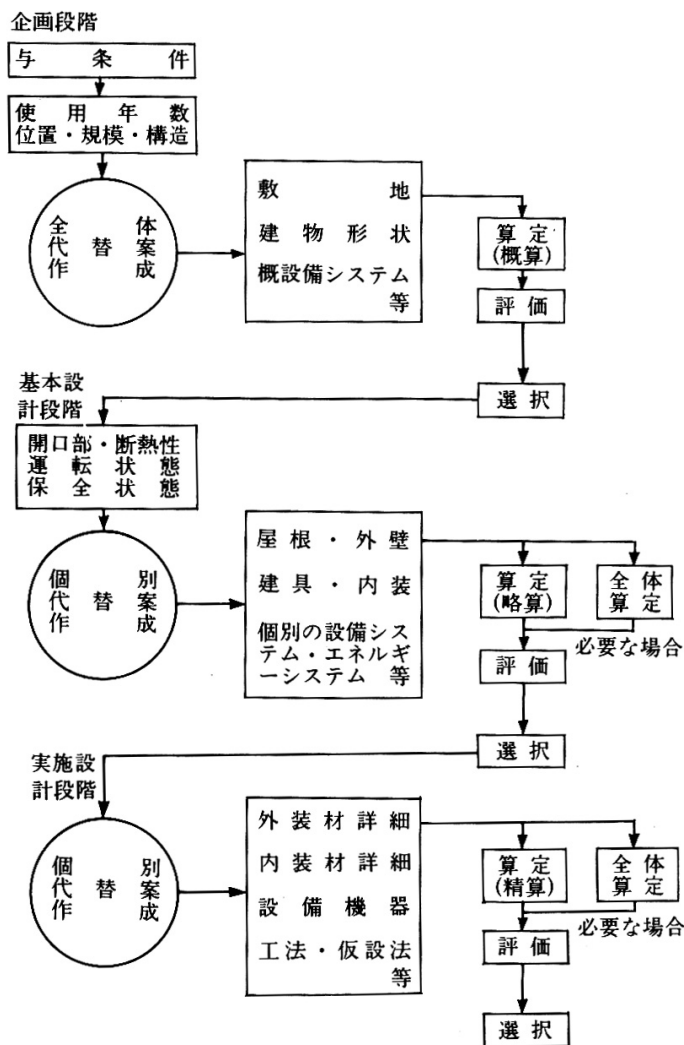 企画段階
与条件
使用年数
位置・規模・構造
全体
代替案
作成
敷地
建物形状
概設備システム
等
算定
(概算)
評価
選択
基本設
計段階
開口部・断熱性
運転状態
保全状態
個別
代替案
作成
屋根・外壁
建具・内装
個別の設備シス
テム・エネルギ
ーシステム等
算定
(略算)
全体
算定
必要な場合
評価
選択
実施設
計段階
個別
代替案
作成
外装材詳細
内装材詳細
設備機器
工法・仮設法
等
算定
(精算)
全体
算定
必要な場合
評価
選択